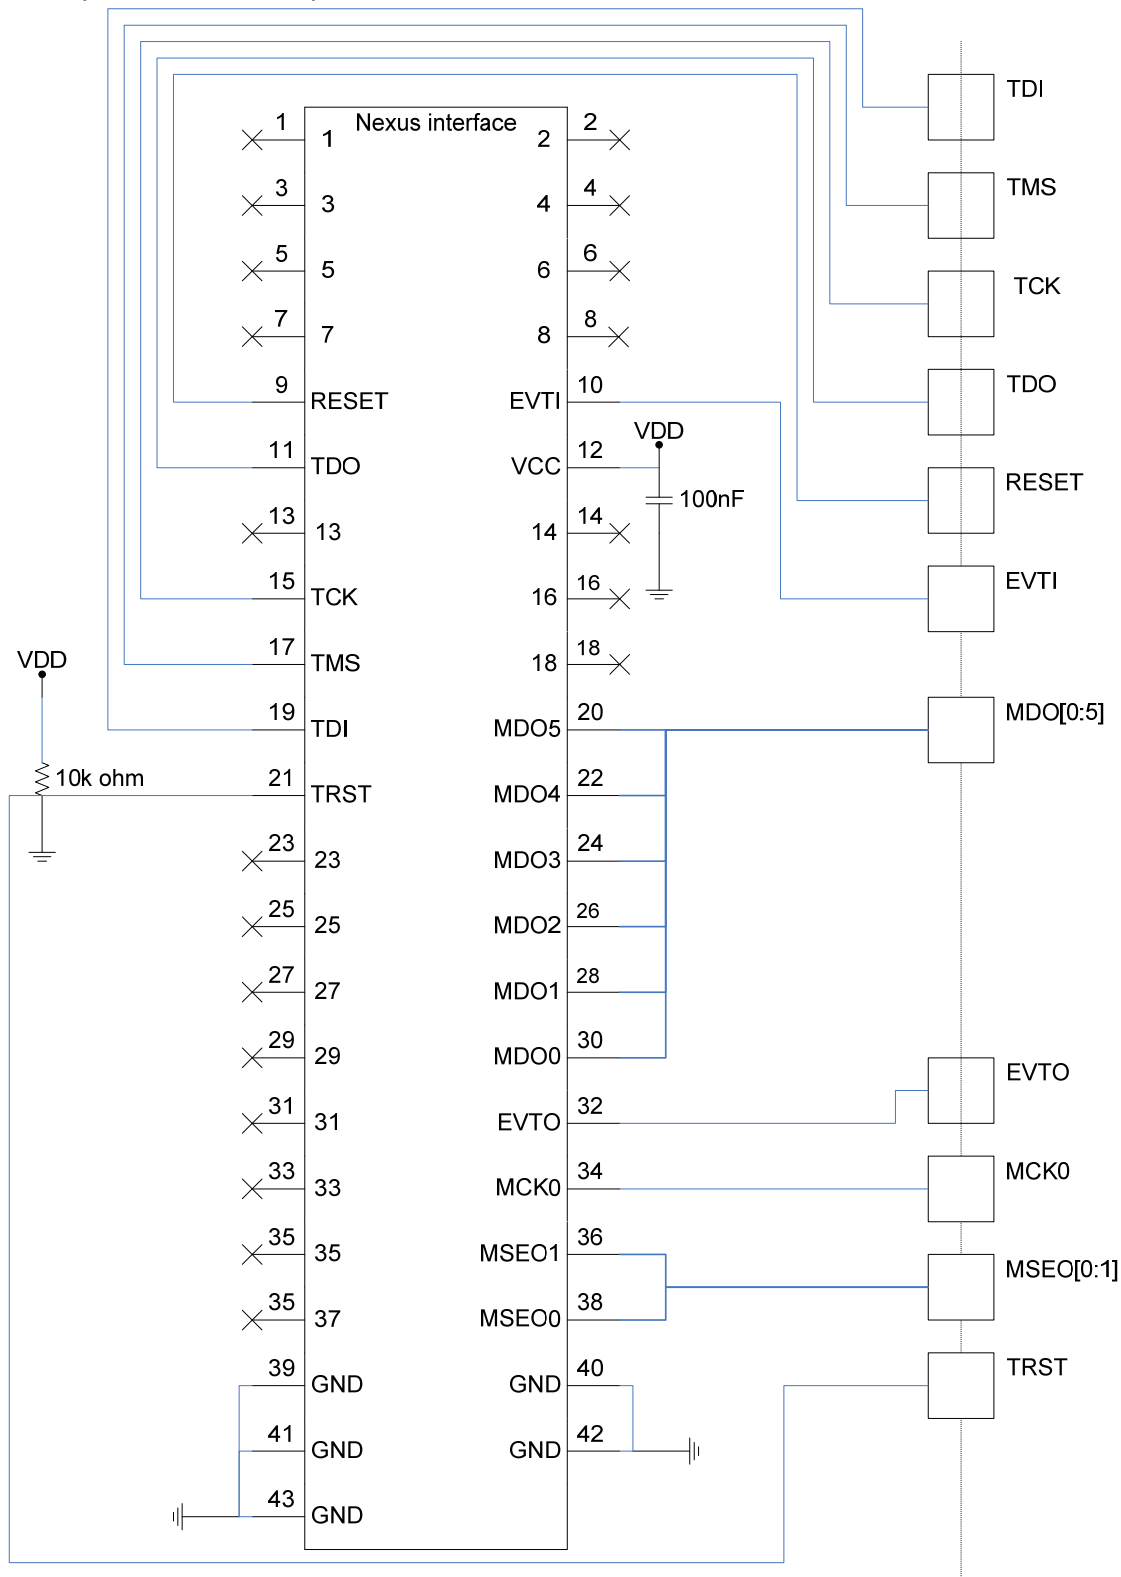 TDI
Nexus interface
1 1 2 2
TMS
3 3 4 4
5 5 6 6
TCK
7 7 8 8
TDO
9 RESET EVTI 10
VDD
11 TDO VCC 12
RESET
100nF
13 13 14 14
EVTI
15 TCK 16 16
17 TMS 18 18
VDD
19 TDI MDO5 20
MDO[0:5]
10k ohm
21 TRST MDO4 22
23 23 MDO3 24
25 25 MDO2 26
27 27 MDO1 28
29 29 MDO0 30
EVTO
31 31 EVTO 32
33 33 MCK0 34
MCK0
35 35 MSEO1 36
MSEO[0:1]
35 37 MSEO0 38
TRST
39 GND GND 40
41 GND GND 42
43 GND